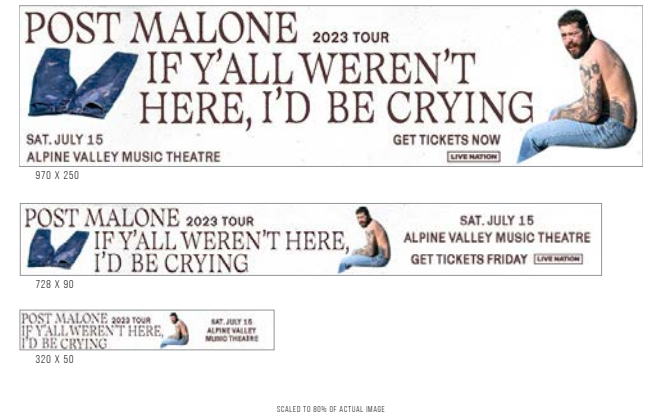 POST MALONE 2023 TOUR
IF Y'ALL WEREN'T
HERE, I'D BE CRYING
SAT. JULY 15
ALPINE VALLEY MUSIC THEATRE
GET TICKETS NOW
LIVE NATION
970 X 250
POST MALONE 2023 TOUR
IF Y'ALL WEREN'T HERE,
I'D BE CRYING
SAT. JULY 15
ALPINE VALLEY MUSIC THEATRE
GET TICKETS FRIDAY LIVE NATION
728 X 90
POST MALONE 2023 TOUR
IF Y'ALL WEREN'T HERE,
I'D BE CRYING
SAT. JULY 15
ALPINE VALLEY
MUSIC THEATRE
320 X 50
SCALED TO 80% OF ACTUAL IMAGE